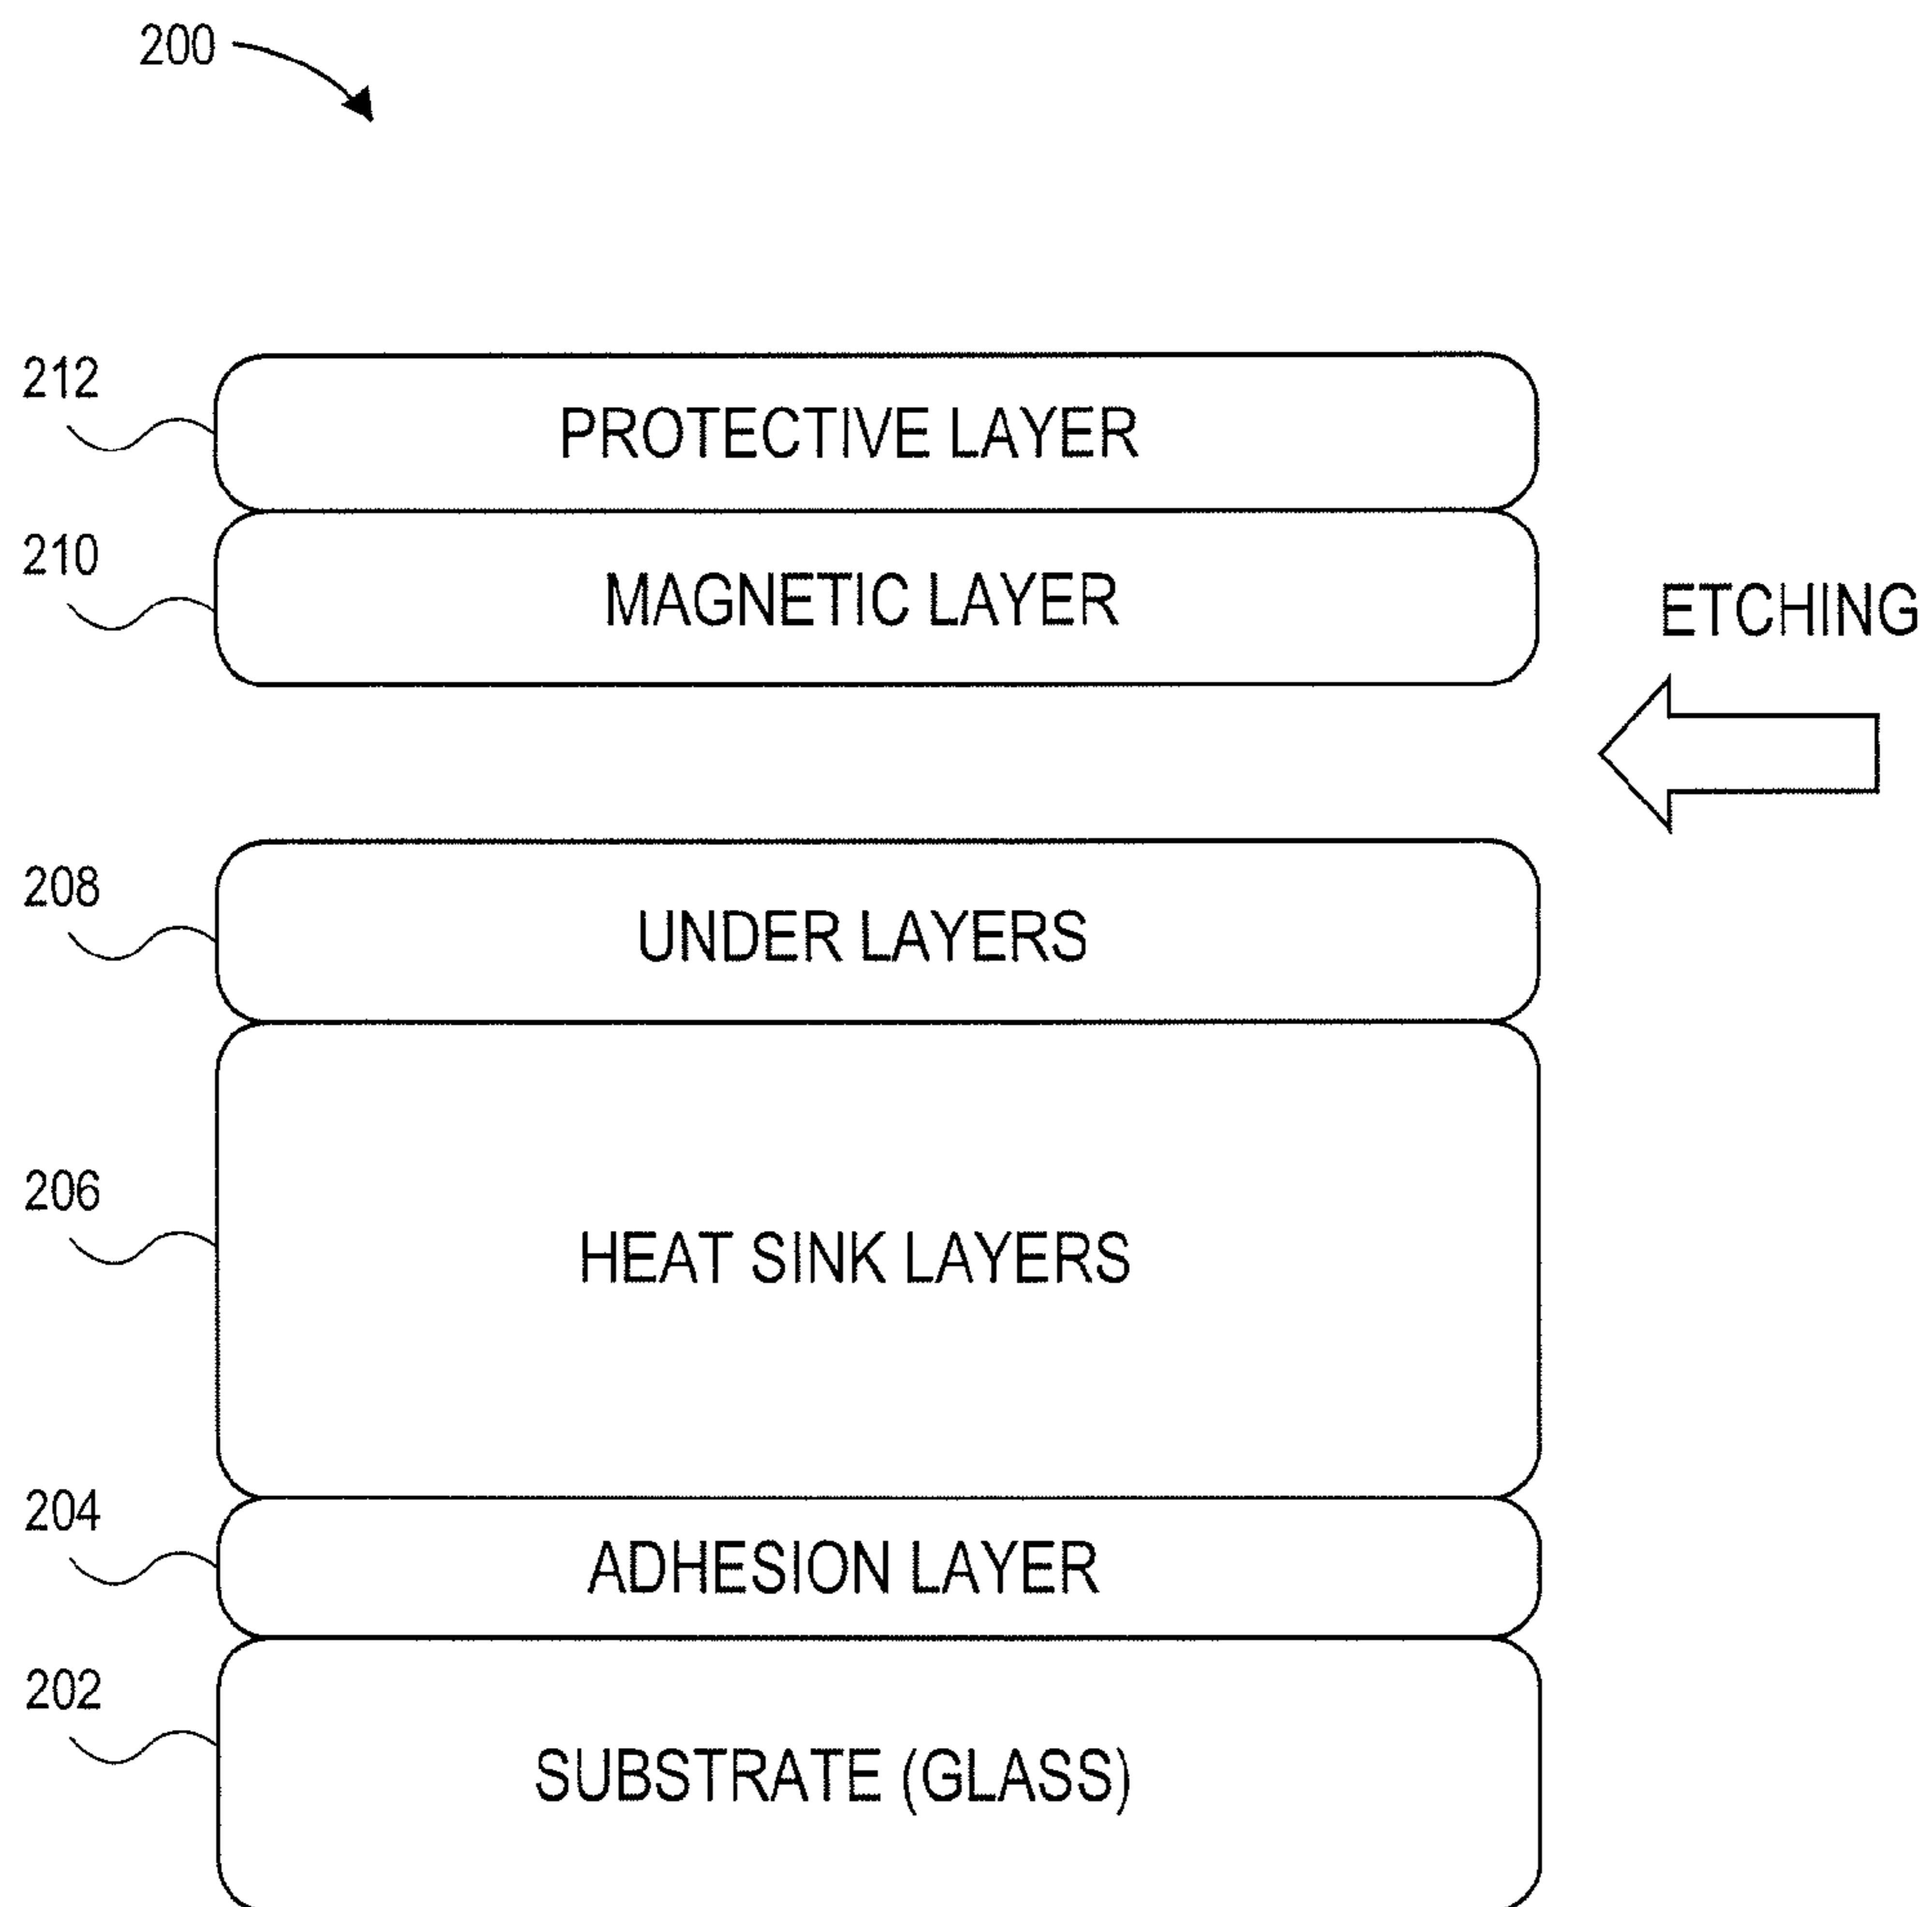 200
212
PROTECTIVE LAYER
210
MAGNETIC LAYER
ETCHING
208
UNDER LAYERS
206
HEAT SINK LAYERS
204
ADHESION LAYER
202
SUBSTRATE (GLASS)